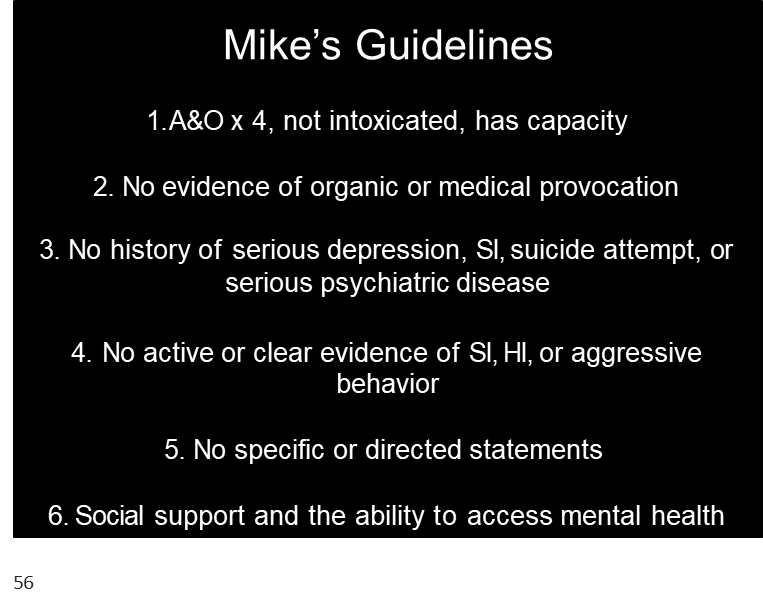 Mike’s Guidelines
1.A&O x 4, not intoxicated, has capacity
2. No evidence of organic or medical provocation
3. No history of serious depression, SI, suicide attempt, or
serious psychiatric disease
4. No active or clear evidence of SI, HI, or aggressive
behavior
5. No specific or directed statements
6. Social support and the ability to access mental health
56